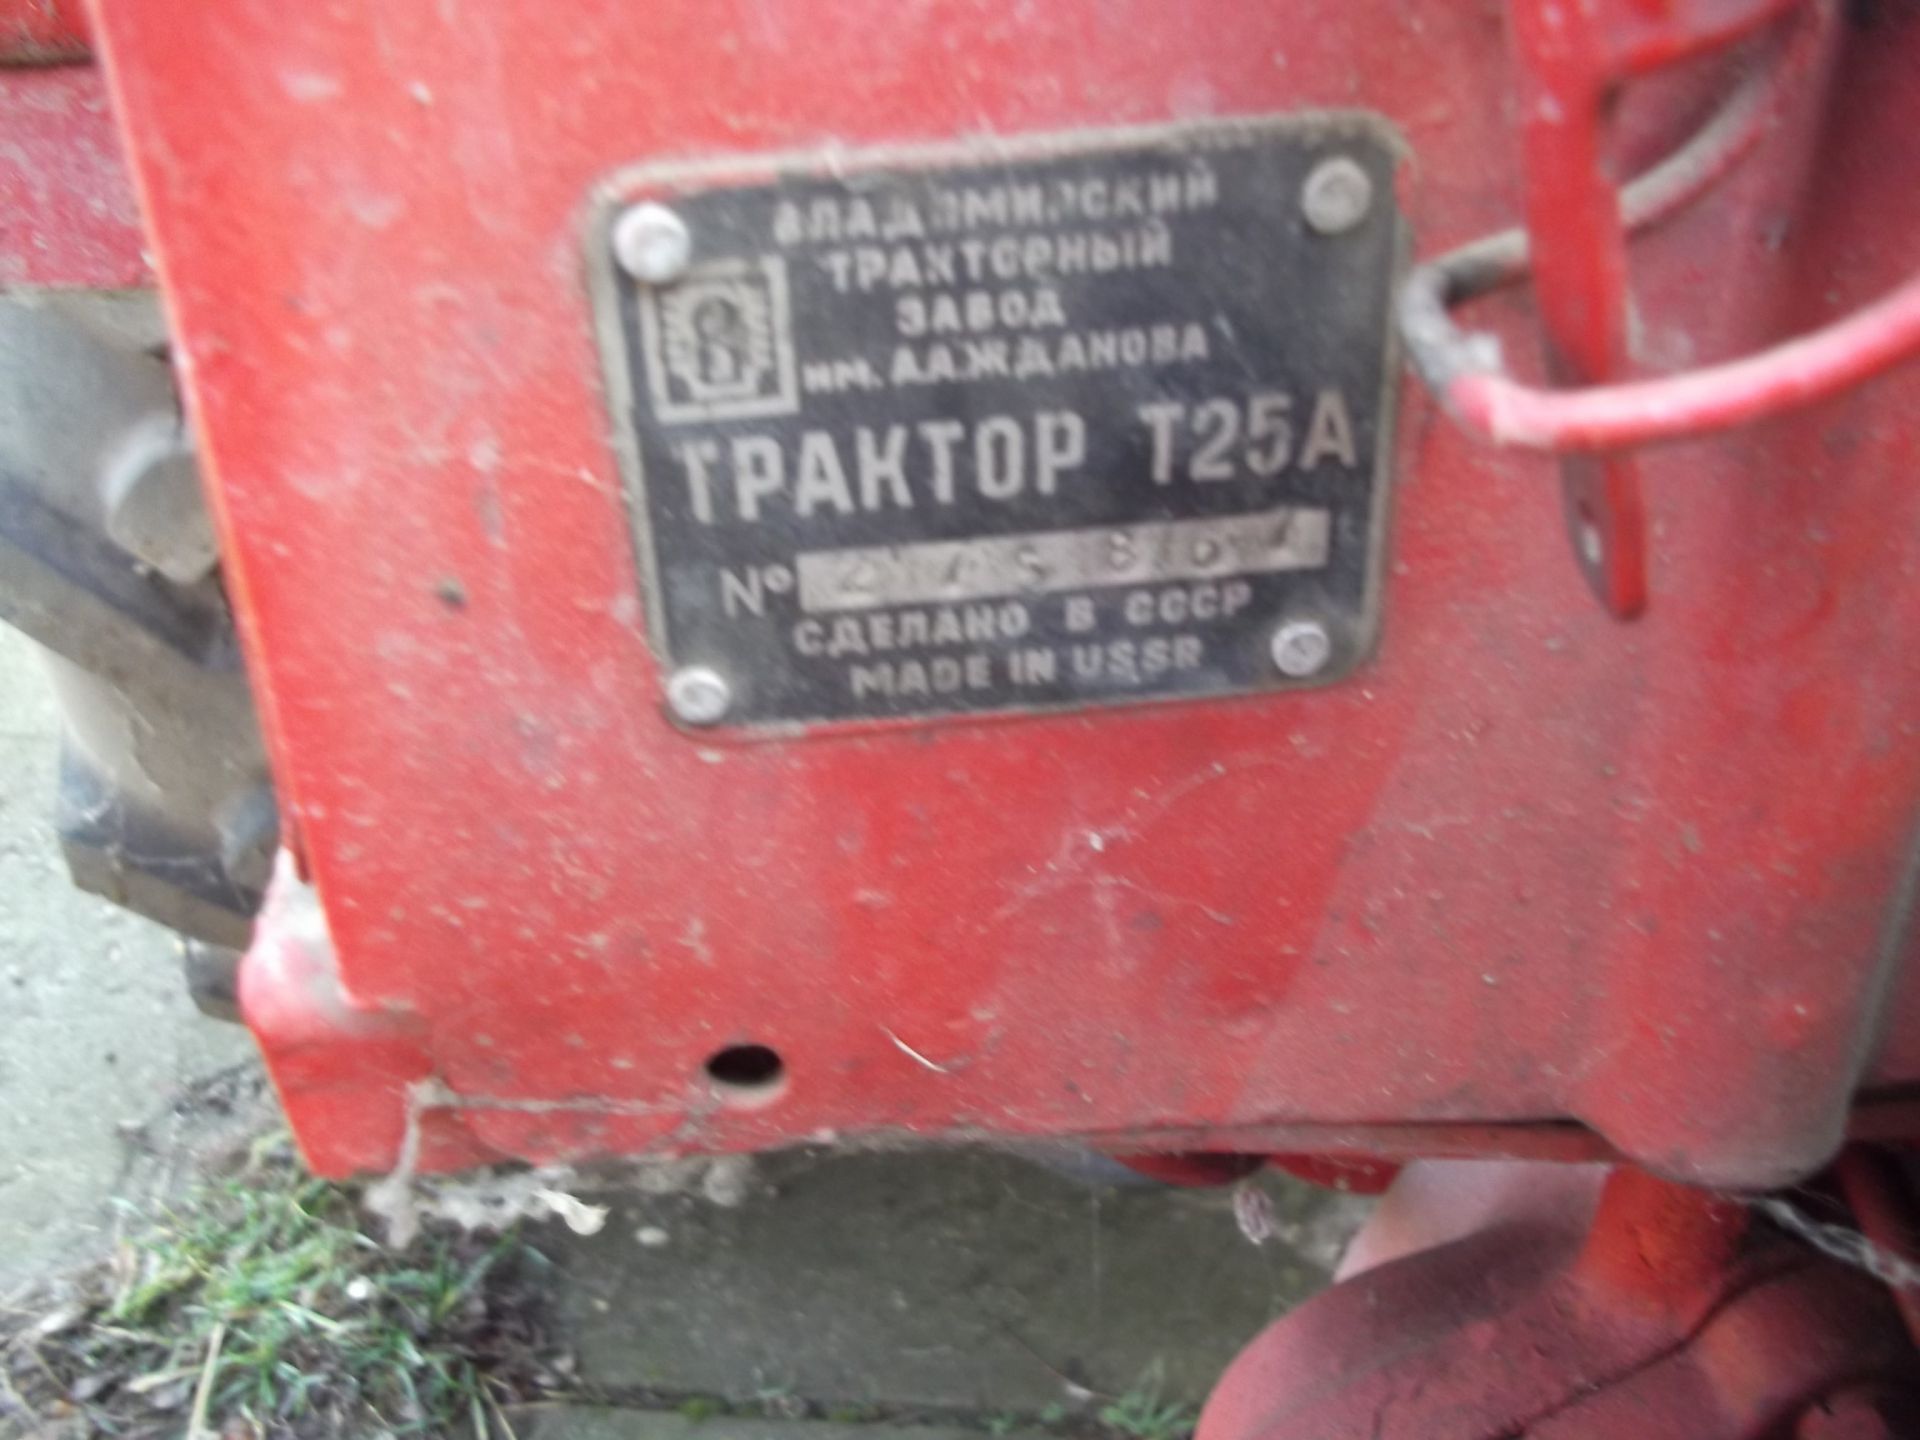 ВЛАДИМИРСКИЙ
ТРАКТОРНЫЙ
ЗАВОД
им. А.А.ЖДАНОВА
ТРАКТОР Т25А
№
СДЕЛАНО В СССР
MADE IN USSR